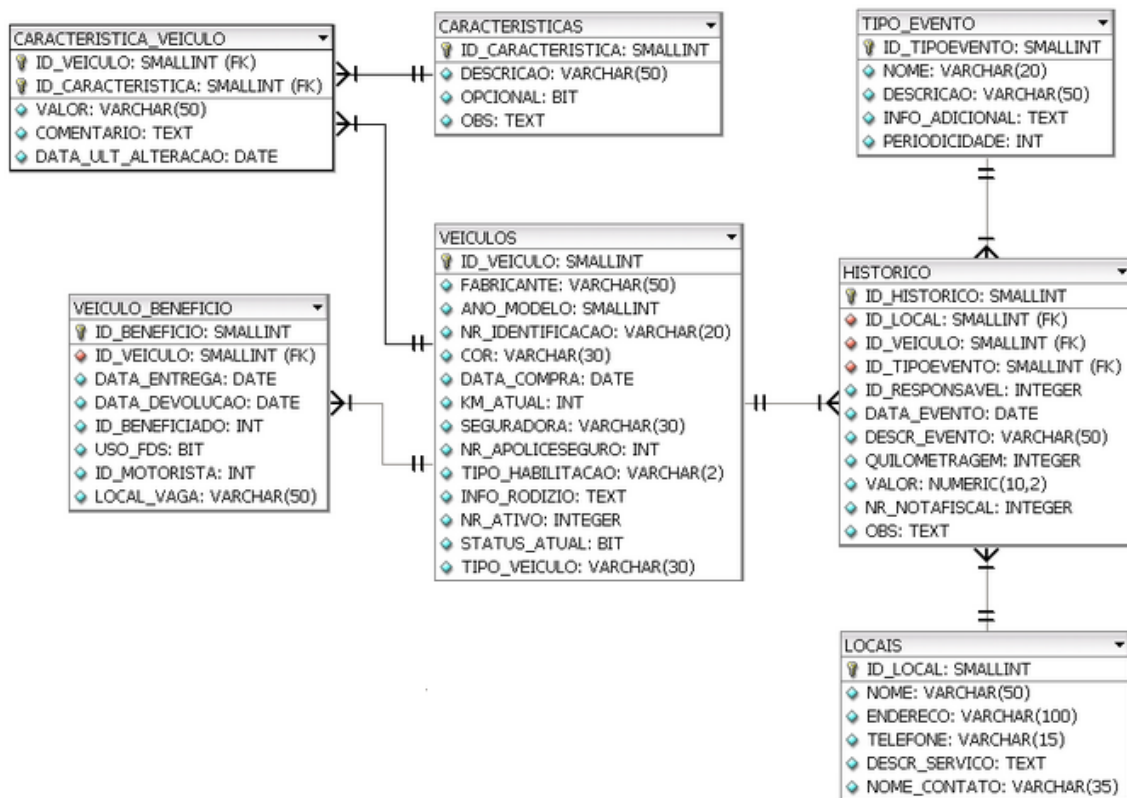 CARACTERISTICA_VEICULO
ID_VEICULO: SMALLINT (FK)
ID_CARACTERISTICA: SMALLINT (FK)
VALOR: VARCHAR(50)
COMENTARIO: TEXT
DATA_ULT_ALTERACAO: DATE
CARACTERISTICAS
ID_CARACTERISTICA: SMALLINT
DESCRICAO: VARCHAR(50)
OPCIONAL: BIT
OBS: TEXT
TIPO_EVENTO
ID_TIPOEVENTO: SMALLINT
NOME: VARCHAR(20)
DESCRICAO: VARCHAR(50)
INFO_ADICIONAL: TEXT
PERIODICIDADE: INT
VEICULO_BENEFICIO
ID_BENEFICIO: SMALLINT
ID_VEICULO: SMALLINT (FK)
DATA_ENTREGA: DATE
DATA_DEVOLUCAO: DATE
ID_BENEFICIADO: INT
USO_FDS: BIT
ID_MOTORISTA: INT
LOCAL_VAGA: VARCHAR(50)
VEICULOS
ID_VEICULO: SMALLINT
FABRICANTE: VARCHAR(50)
ANO_MODELO: SMALLINT
NR_IDENTIFICACAO: VARCHAR(20)
COR: VARCHAR(30)
DATA_COMPRA: DATE
KM_ATUAL: INT
SEGURADORA: VARCHAR(30)
NR_APOLICESEGURO: INT
TIPO_HABILITACAO: VARCHAR(2)
INFO_RODIZIO: TEXT
NR_ATIVO: INTEGER
STATUS_ATUAL: BIT
TIPO_VEICULO: VARCHAR(30)
HISTORICO
ID_HISTORICO: SMALLINT
ID_LOCAL: SMALLINT (FK)
ID_VEICULO: SMALLINT (FK)
ID_TIPOEVENTO: SMALLINT (FK)
ID_RESPONSAVEL: INTEGER
DATA_EVENTO: DATE
DESCR_EVENTO: VARCHAR(50)
QUILOMETRAGEM: INTEGER
VALOR: NUMERIC(10,2)
NR_NOTAFISCAL: INTEGER
OBS: TEXT
LOCAIS
ID_LOCAL: SMALLINT
NOME: VARCHAR(50)
ENDERECO: VARCHAR(100)
TELEFONE: VARCHAR(15)
DESCR_SERVICO: TEXT
NOME_CONTATO: VARCHAR(35)